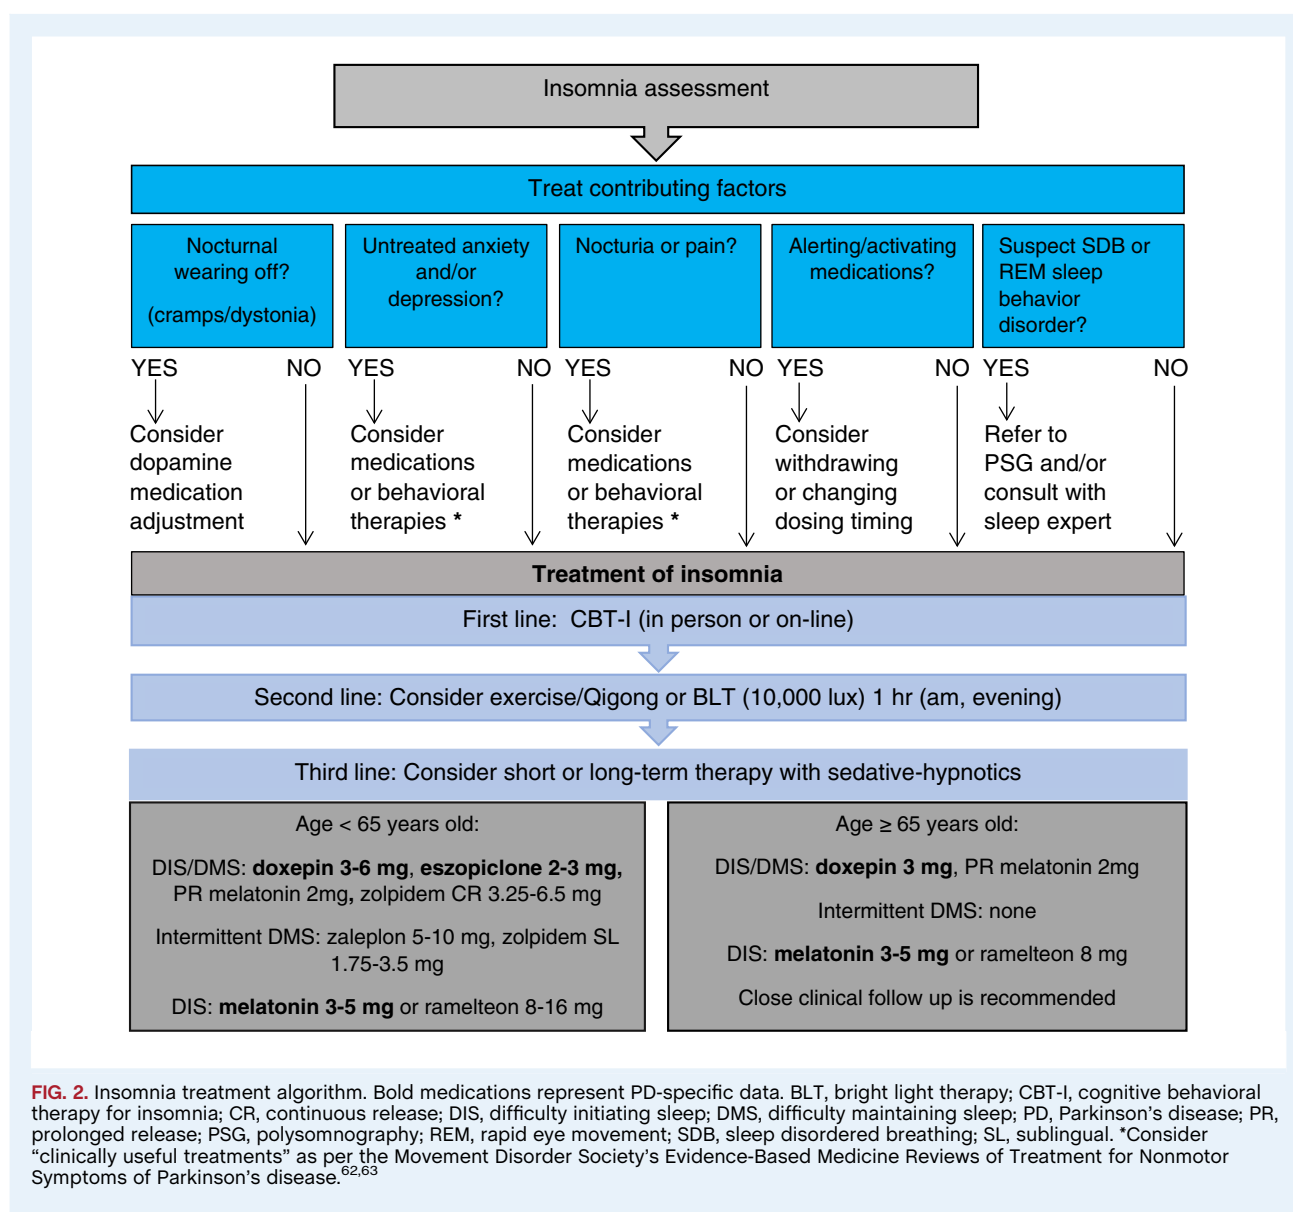 Insomnia assessment
Treat contributing factors
Nocturnal
wearing off?
(cramps/dystonia)
Untreated anxiety
and/or
depression?
Nocturia or pain?
Alerting/activating
medications?
Suspect SDB or
REM sleep
behavior
disorder?
YES NO YES NO YES NO YES NO YES NO
Consider
dopamine
medication
adjustment
Consider
medications
or behavioral
therapies *
Consider
medications
or behavioral
therapies *
Consider
withdrawing
or changing
dosing timing
Refer to
PSG and/or
consult with
sleep expert
Treatment of insomnia
First line: CBT-I (in person or on-line)
Second line: Consider exercise/Qigong or BLT (10,000 lux) 1 hr (am, evening)
Third line: Consider short or long-term therapy with sedative-hypnotics
Age < 65 years old:
DIS/DMS: doxepin 3-6 mg, eszopiclone 2-3 mg,
PR melatonin 2mg, zolpidem CR 3.25-6.5 mg
Intermittent DMS: zaleplon 5-10 mg, zolpidem SL
1.75-3.5 mg
DIS: melatonin 3-5 mg or ramelteon 8-16 mg
Age ≥ 65 years old:
DIS/DMS: doxepin 3 mg, PR melatonin 2mg
Intermittent DMS: none
DIS: melatonin 3-5 mg or ramelteon 8 mg
Close clinical follow up is recommended
FIG. 2. Insomnia treatment algorithm. Bold medications represent PD-specific data. BLT, bright light therapy; CBT-I, cognitive behavioral
therapy for insomnia; CR, continuous release; DIS, difficulty initiating sleep; DMS, difficulty maintaining sleep; PD, Parkinson's disease; PR,
prolonged release; PSG, polysomnography; REM, rapid eye movement; SDB, sleep disordered breathing; SL, sublingual. *Consider
“clinically useful treatments” as per the Movement Disorder Society's Evidence-Based Medicine Reviews of Treatment for Nonmotor
Symptoms of Parkinson's disease.62,63